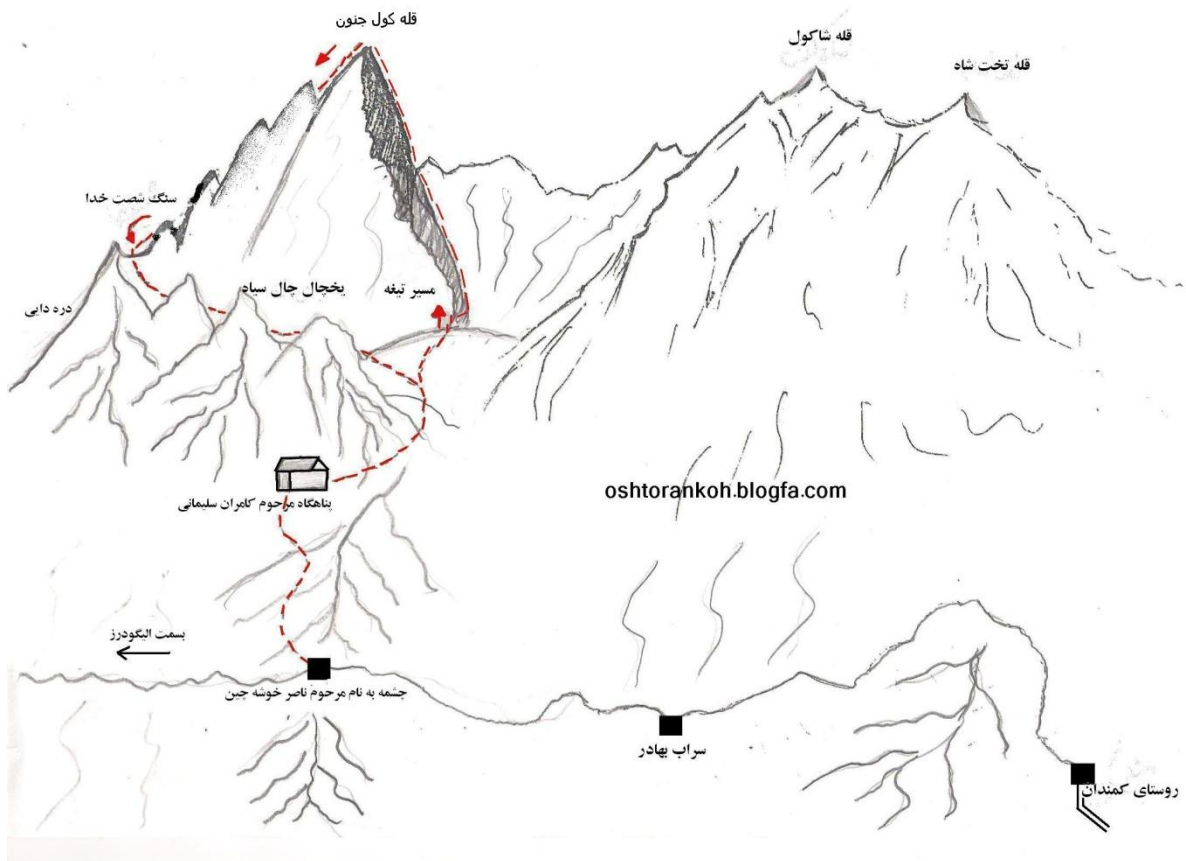 قله کول جنون
قله شاکول
قله تخت شاه
سنگ شصت خدا
یخچال چال سیاه
مسیر تیغه
دره دایی
oshtorankoh.blogfa.com
پناهگاه مرحوم کامران سلیمانی
بسمت الیگودرز
چشمه به نام مرحوم ناصر خوشه چین
سراب بهادر
روستای کمندان